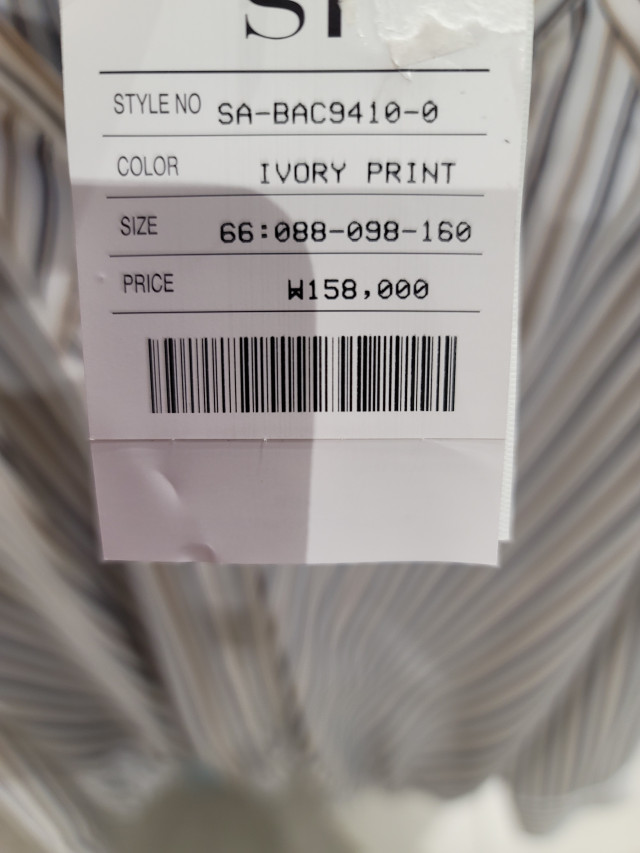 STYLE NO SA-BAC9410-0
COLOR IVORY PRINT
SIZE 66:088-098-160
PRICE ₩158,000